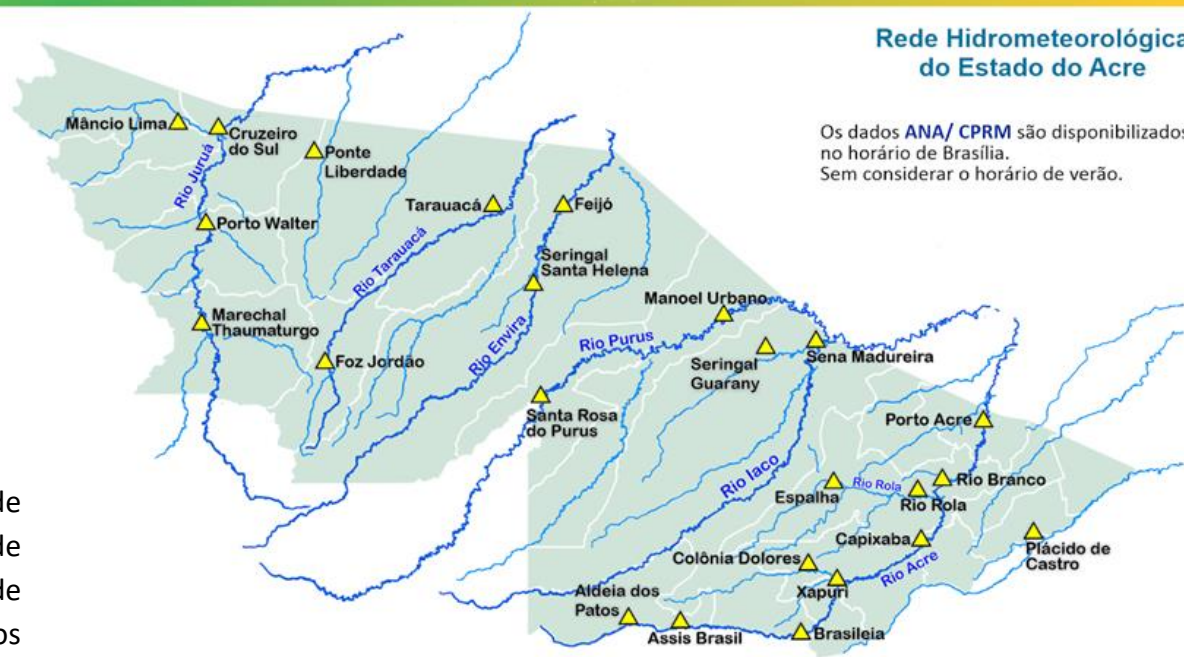 Rede Hidrometeorológica
do Estado do Acre
Os dados ANA/ CPRM são disponibilizados
no horário de Brasília.
Sem considerar o horário de verão.
Mâncio Lima
Cruzeiro
do Sul
Ponte
Liberdade
Rio Juruá
Porto Walter
Tarauacá
Feijó
Rio Tarauacá
Seringal
Santa Helena
Marechal
Thaumaturgo
Foz Jordão
Rio Envira
Manoel Urbano
Rio Purus
Seringal
Guarany
Sena Madureira
Santa Rosa
do Purus
Porto Acre
Rio Iaco
Espalha
Rio Rola
Rio Rola
Rio Branco
Capixaba
Plácido de
Castro
Colônia Dolores
Xapuri
Rio Acre
Aldeia dos
Patos
Assis Brasil
Brasileia
de
de
de
os